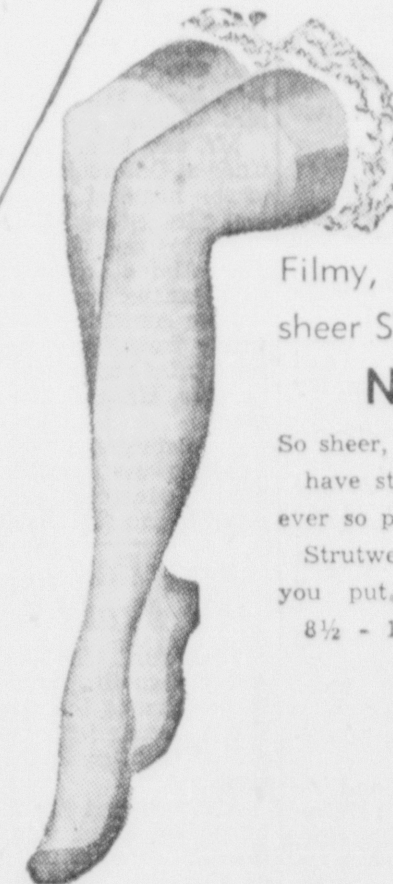 Filmy,
sheer S
N
So sheer,
have st
ever so p
Strutwe
you put,
8½ - 1